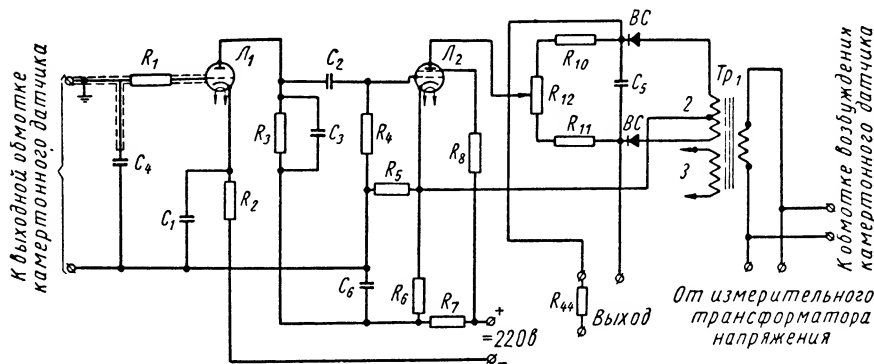 К выходной обмотке
камертонного датчика
R1
Л1
C4
C1
R2
R3
C3
C2
R4
R5
C6
Л2
R8
R6
R7
+
=220в
−
R10
R12
R11
BC
C5
BC
R44
Выход
Тр1
2
3
К обмотке возбуждения
камертонного датчика
От измерительного
трансформатора
напряжения